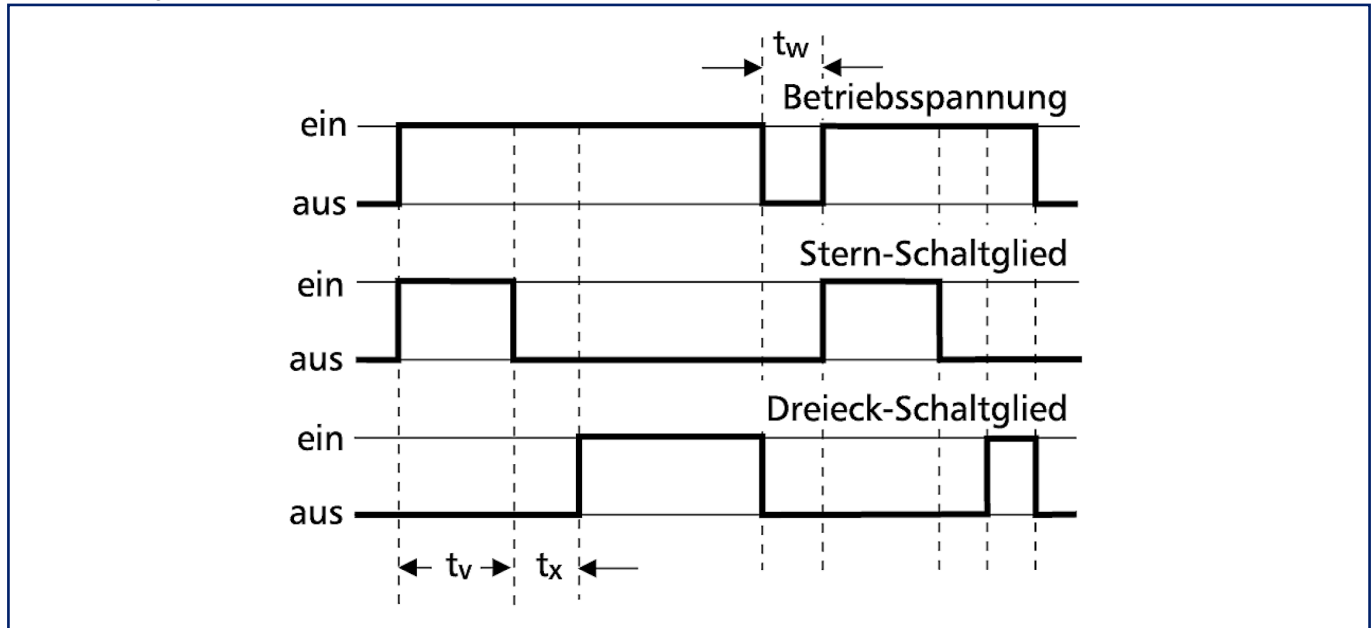 tw
Betriebsspannung
ein
aus
Stern-Schaltglied
ein
aus
Dreieck-Schaltglied
ein
aus
tv tx